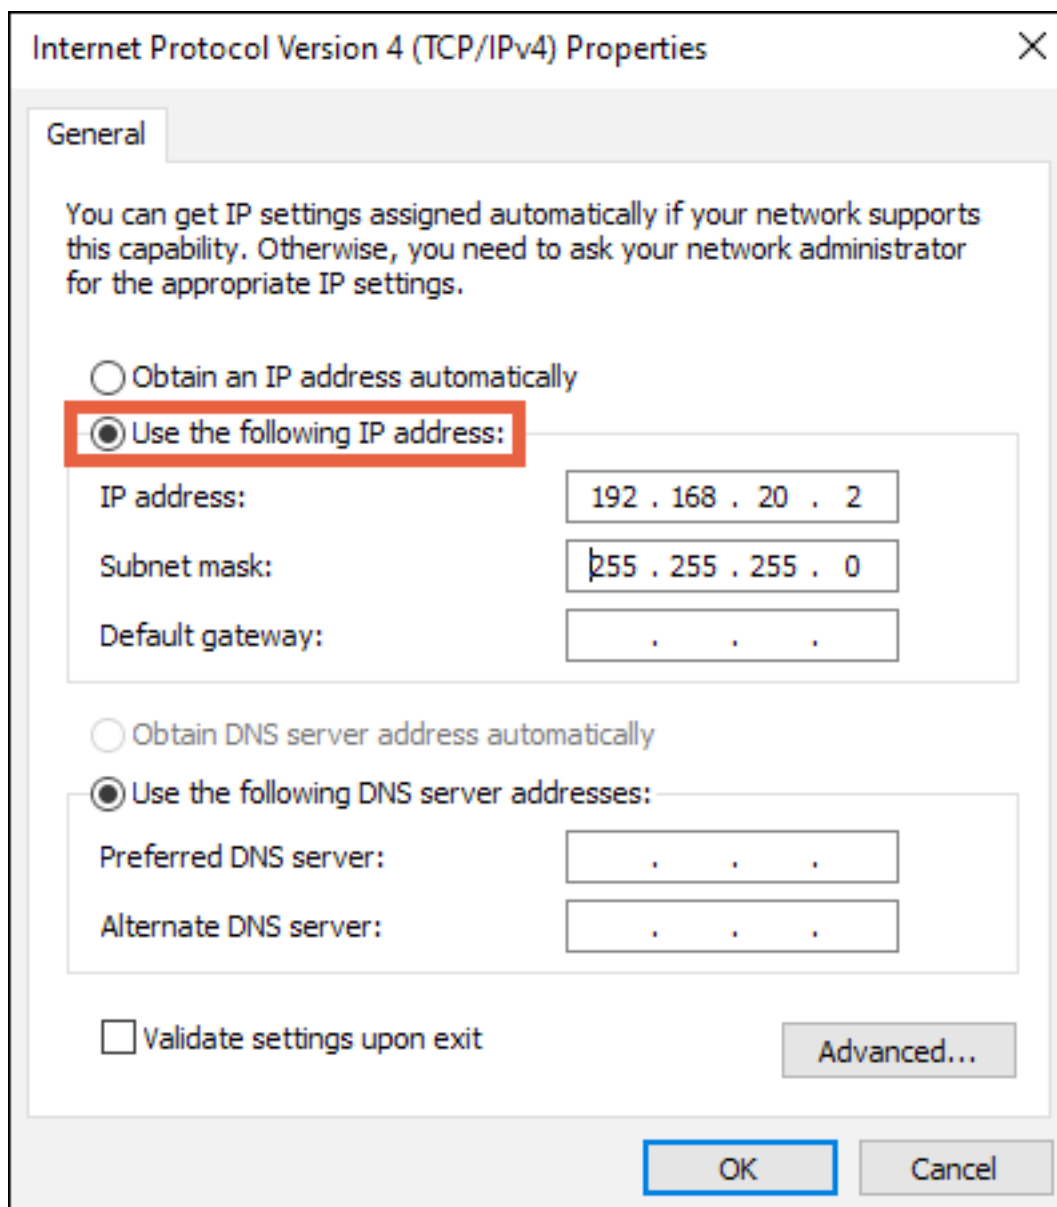 Internet Protocol Version 4 (TCP/IPv4) Properties
General
You can get IP settings assigned automatically if your network supports
this capability. Otherwise, you need to ask your network administrator
for the appropriate IP settings.
Obtain an IP address automatically
Use the following IP address:
IP address: 192 . 168 . 20 . 2
Subnet mask: 255 . 255 . 255 . 0
Default gateway: . . .
Obtain DNS server address automatically
Use the following DNS server addresses:
Preferred DNS server: . . .
Alternate DNS server: . . .
Validate settings upon exit
Advanced...
OK Cancel